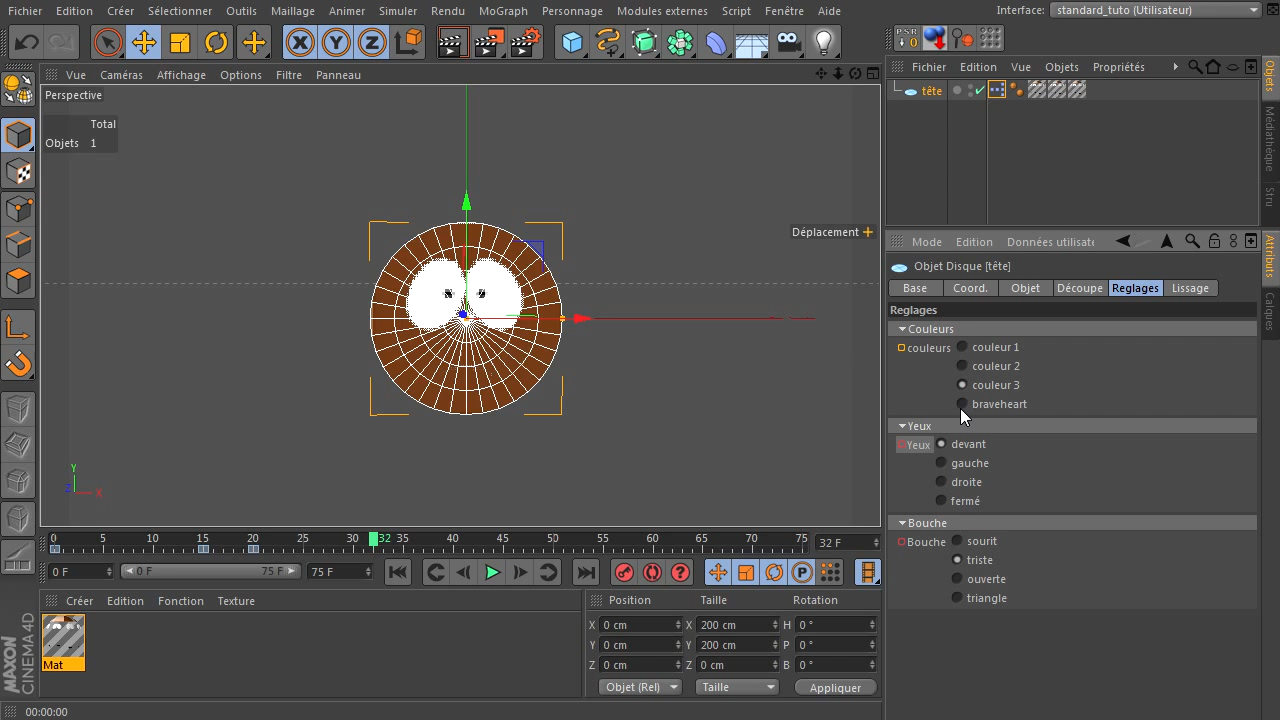 Fichier Edition Créer Sélectionner Outils Maillage Animer Simuler Rendu MoGraph Personnage Modules externes Script Fenêtre Aide Interface: standard_tuto (Utilisateur)
X Y Z PSR 0
Vue Caméras Affichage Options Filtre Panneau
Fichier Edition Vue Objets Propriétés
Perspective
tête
Total
Objets 1
Objets
Médiathèque
Stru
Déplacement
Mode Edition Données utilisat
Attributs
Calques
Objet Disque [tête]
Base Coord. Objet Découpe Reglages Lissage
Reglages
Couleurs
couleurs couleur 1
couleur 2
couleur 3
braveheart
Yeux
Yeux devant
gauche
droite
fermé
Bouche
Bouche sourit
triste
ouverte
triangle
Y
Z X
0 5 10 15 20 25 30 32 35 40 45 50 55 60 65 70 75 32 F
0 F 0 F 75 F 75 F P
Créer Edition Fonction Texture
Mat
Position Taille Rotation
X 0 cm X 200 cm H 0 °
Y 0 cm Y 200 cm P 0 °
Z 0 cm Z 0 cm B 0 °
Objet (Rel) Taille Appliquer
MAXON
CINEMA 4D
00:00:00